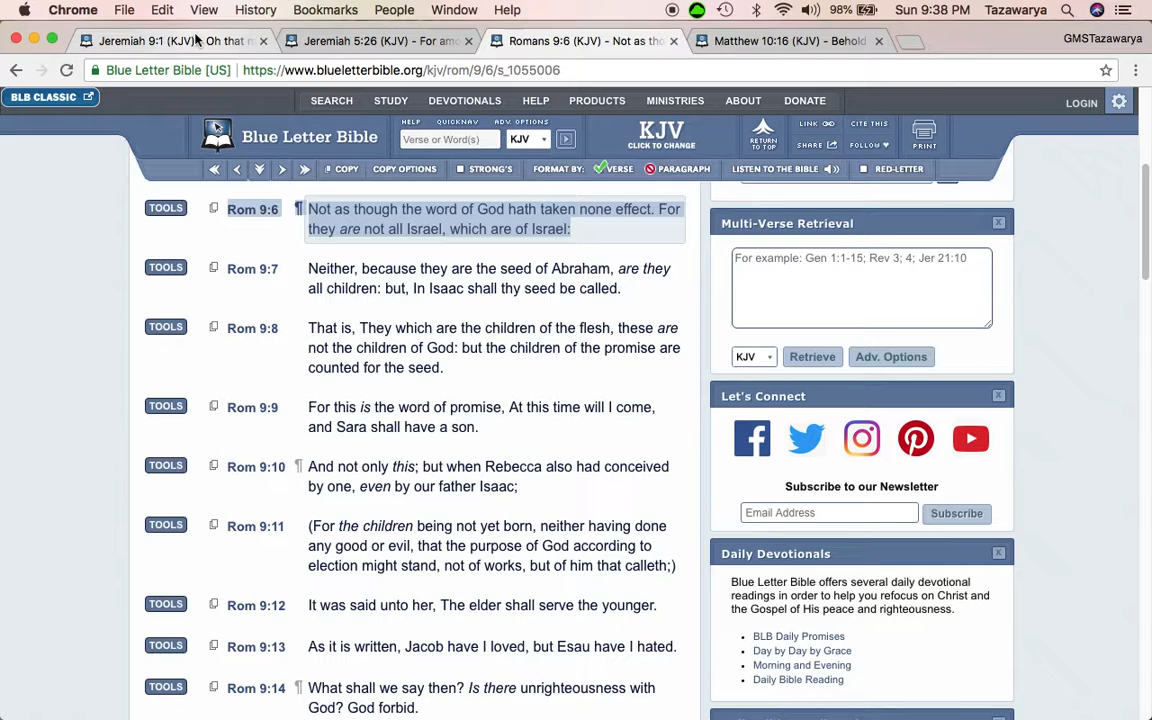 Chrome File Edit View History Bookmarks People Window Help 98% Sun 9:38 PM Tazawarya
Jeremiah 9:1 (KJV) - Oh that m Jeremiah 5:26 (KJV) - For amo Romans 9:6 (KJV) - Not as tho Matthew 10:16 (KJV) - Behold GMSTazawarya
Blue Letter Bible [US] https://www.blueletterbible.org/kjv/rom/9/6/s_1055006
BLB CLASSIC
SEARCH STUDY DEVOTIONALS HELP PRODUCTS MINISTRIES ABOUT DONATE LOGIN
HELP QUICKNAV ADV. OPTIONS
Blue Letter Bible Verse or Word(s) KJV
KJV
CLICK TO CHANGE
RETURN
TO TOP
LINK CITE THIS
SHARE FOLLOW
PRINT
COPY COPY OPTIONS STRONG'S FORMAT BY: VERSE PARAGRAPH LISTEN TO THE BIBLE RED-LETTER
TOOLS Rom 9:6 ¶ Not as though the word of God hath taken none effect. For
they are not all Israel, which are of Israel:
TOOLS Rom 9:7 Neither, because they are the seed of Abraham, are they
all children: but, In Isaac shall thy seed be called.
TOOLS Rom 9:8 That is, They which are the children of the flesh, these are
not the children of God: but the children of the promise are
counted for the seed.
TOOLS Rom 9:9 For this is the word of promise, At this time will I come,
and Sara shall have a son.
TOOLS Rom 9:10 ¶ And not only this; but when Rebecca also had conceived
by one, even by our father Isaac;
TOOLS Rom 9:11 (For the children being not yet born, neither having done
any good or evil, that the purpose of God according to
election might stand, not of works, but of him that calleth;)
TOOLS Rom 9:12 It was said unto her, The elder shall serve the younger.
TOOLS Rom 9:13 As it is written, Jacob have I loved, but Esau have I hated.
TOOLS Rom 9:14 ¶ What shall we say then? Is there unrighteousness with
God? God forbid.
Multi-Verse Retrieval
For example: Gen 1:1-15; Rev 3; 4; Jer 21:10
KJV Retrieve Adv. Options
Let's Connect
Subscribe to our Newsletter
Email Address Subscribe
Daily Devotionals
Blue Letter Bible offers several daily devotional
readings in order to help you refocus on Christ and
the Gospel of His peace and righteousness.
• BLB Daily Promises
• Day by Day by Grace
• Morning and Evening
• Daily Bible Reading